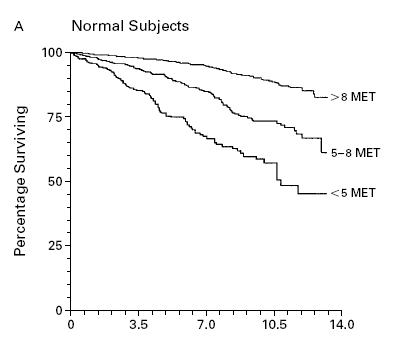 A Normal Subjects
Percentage Surviving
100
75
50
25
0
>8 MET
5–8 MET
<5 MET
0 3.5 7.0 10.5 14.0